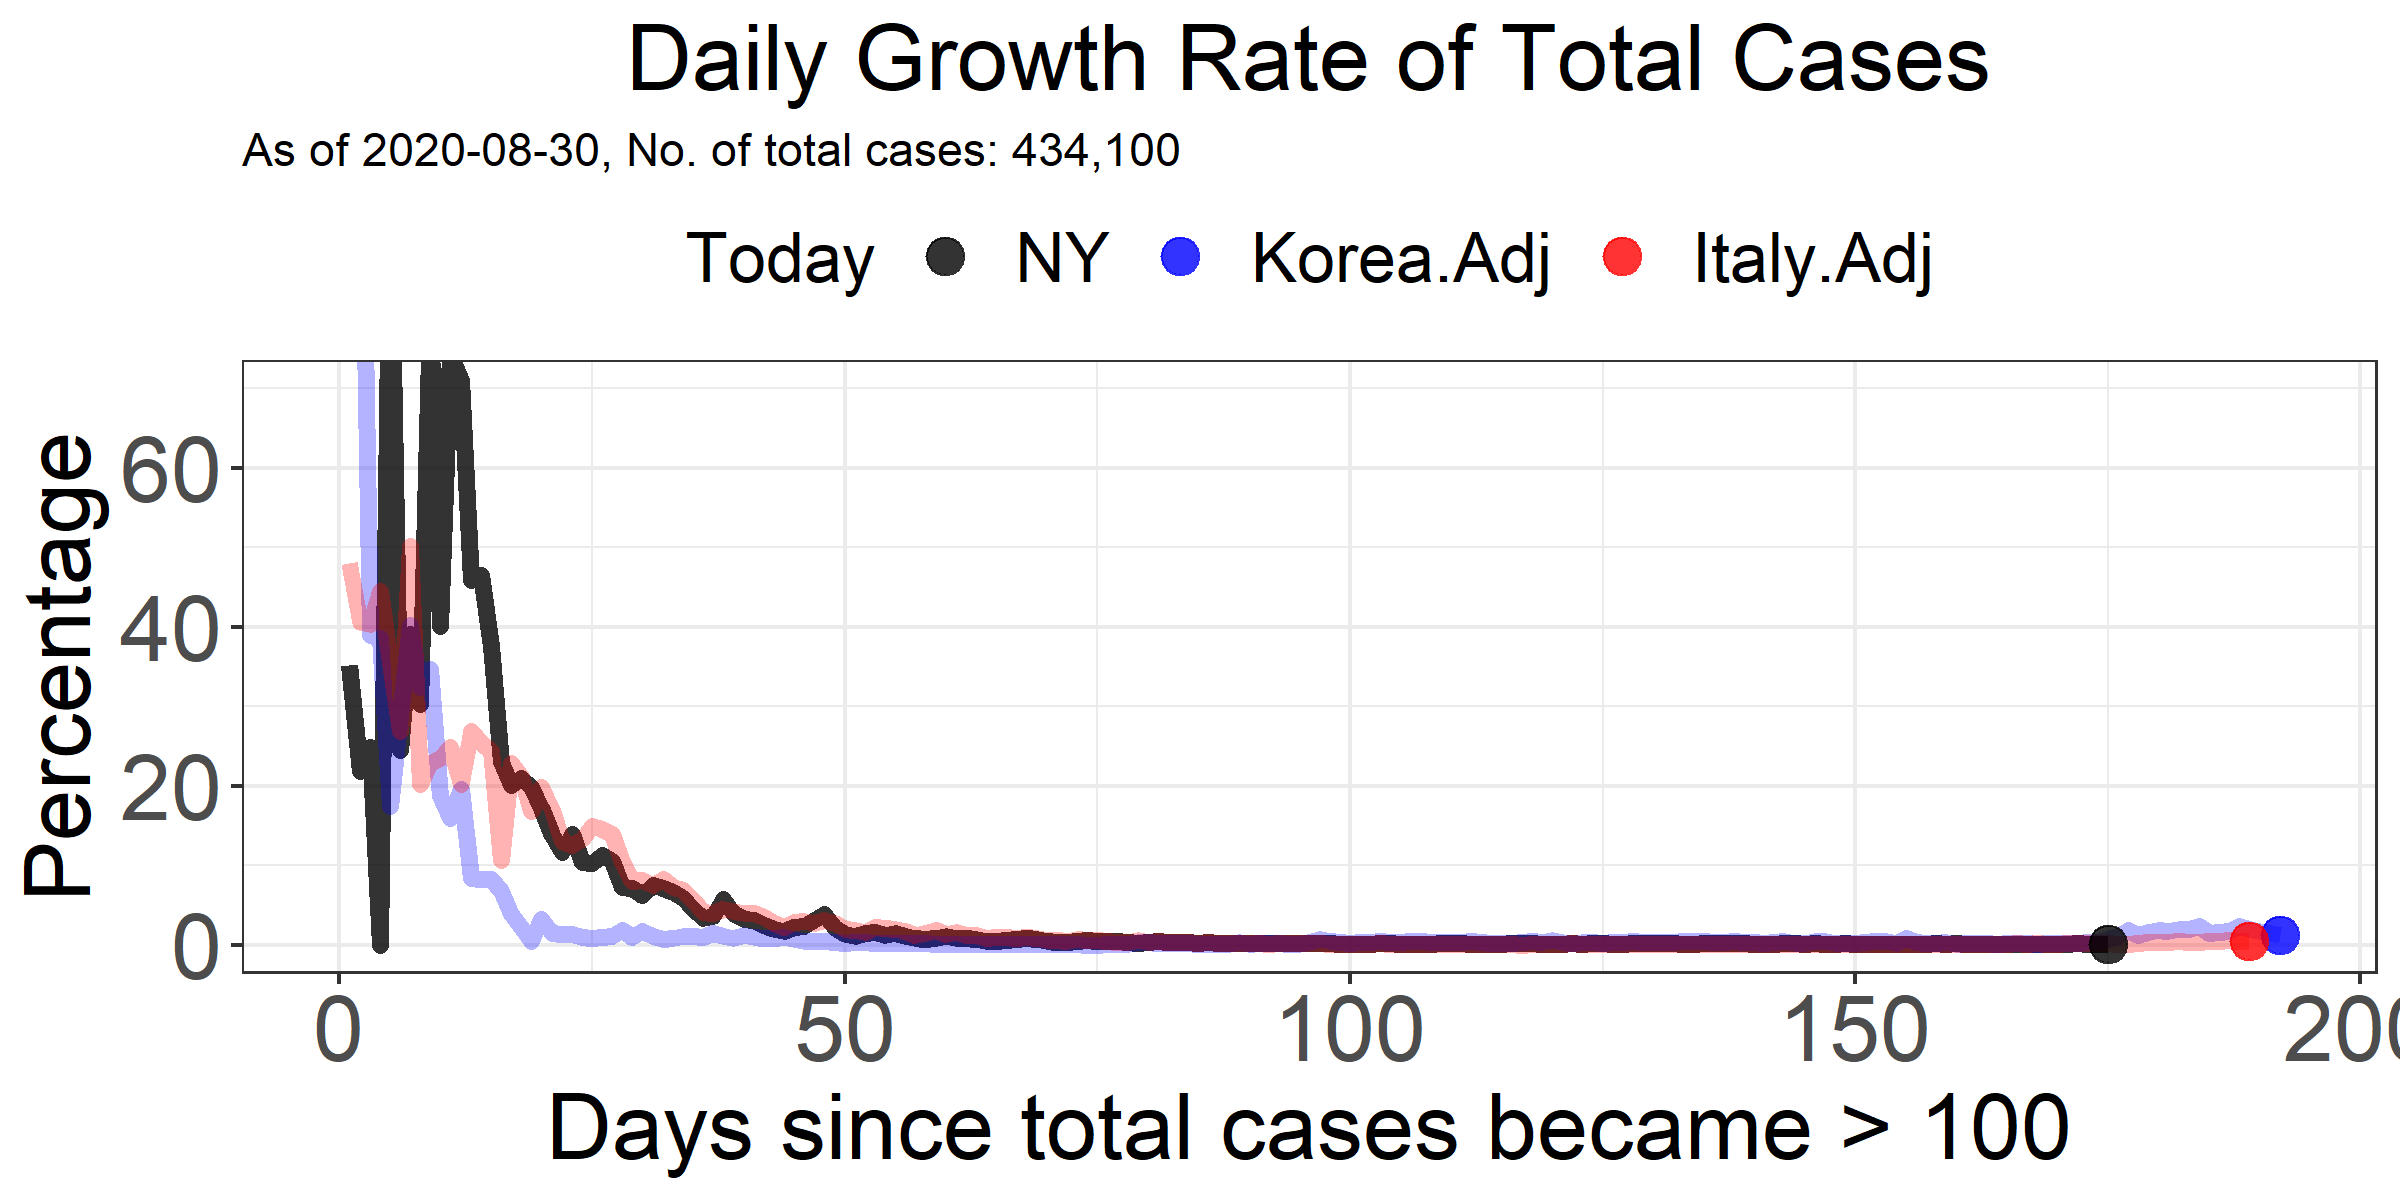 Daily Growth Rate of Total Cases
As of 2020-08-30, No. of total cases: 434,100
Today NY Korea.Adj Italy.Adj
Percentage
60
40
20
0
0 50 100 150 200
Days since total cases became > 100